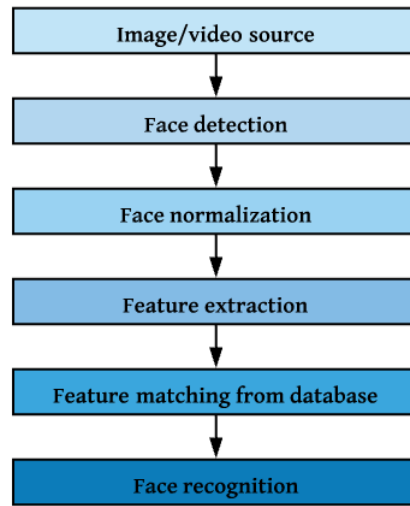 Image/video source
Face detection
Face normalization
Feature extraction
Feature matching from database
Face recognition